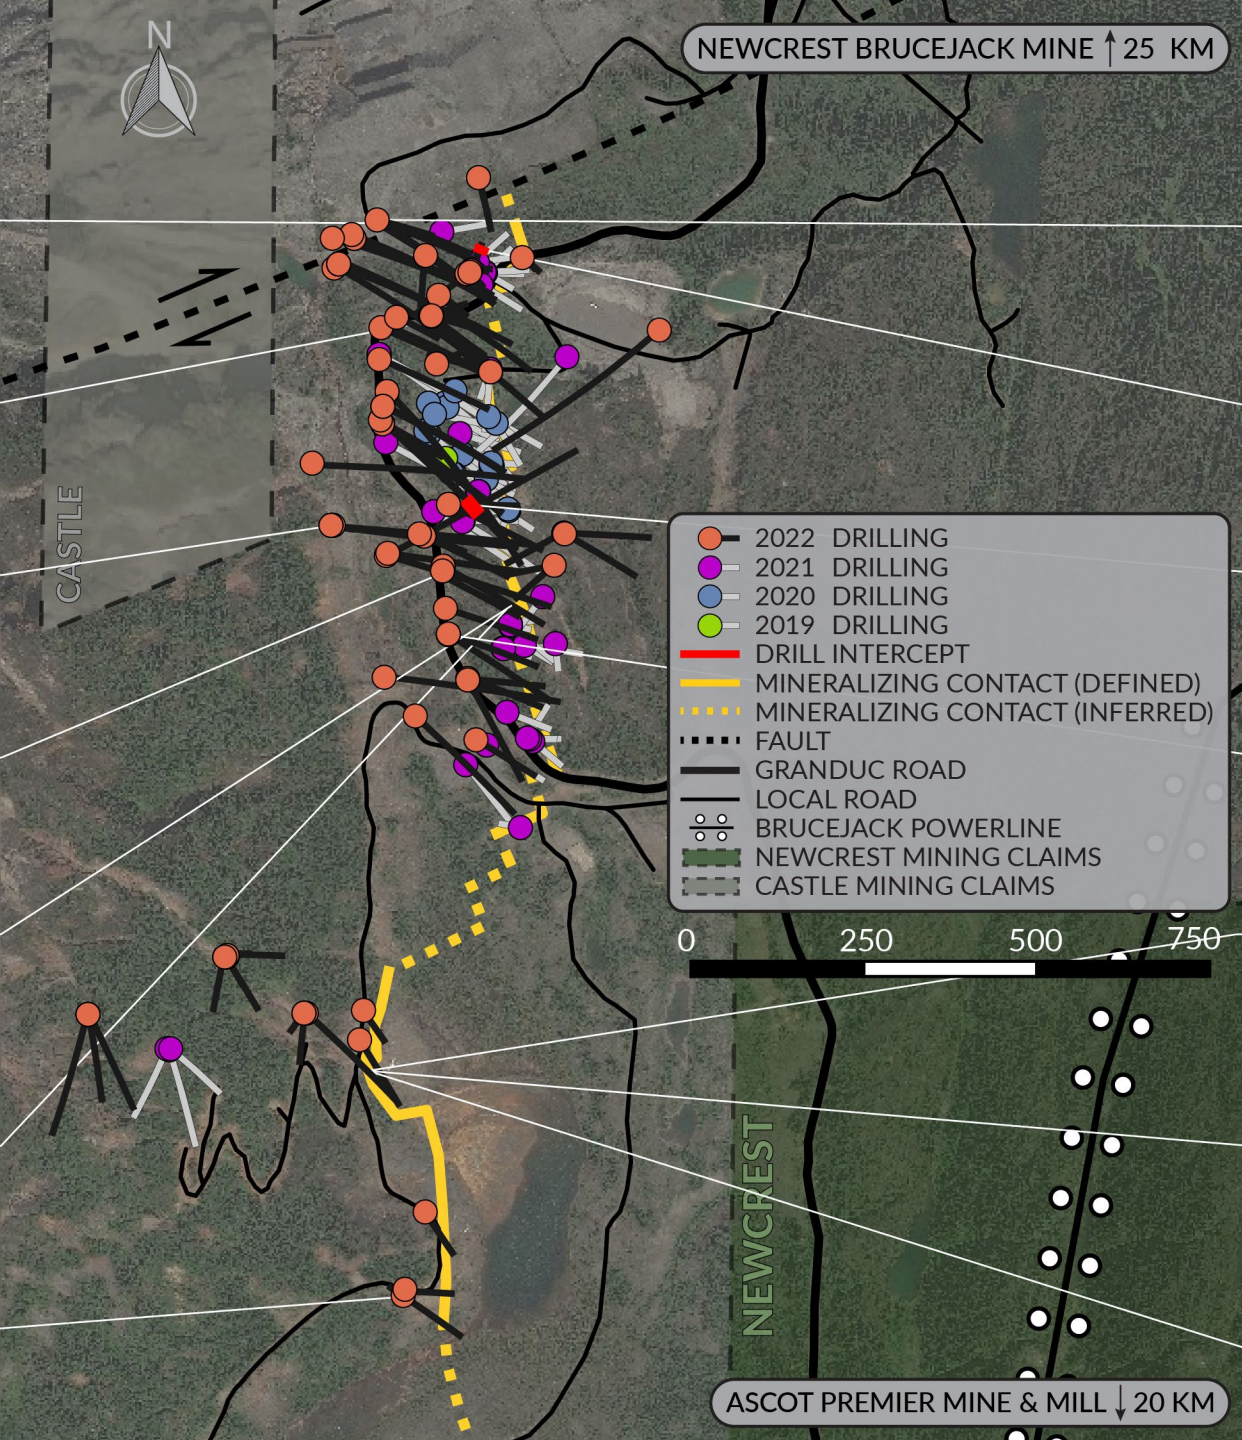 N
NEWCREST BRUCEJACK MINE ↑ 25 KM
CASTLE
2022 DRILLING
2021 DRILLING
2020 DRILLING
2019 DRILLING
DRILL INTERCEPT
MINERALIZING CONTACT (DEFINED)
MINERALIZING CONTACT (INFERRED)
FAULT
GRANDUC ROAD
LOCAL ROAD
BRUCEJACK POWERLINE
NEWCREST MINING CLAIMS
CASTLE MINING CLAIMS
0 250 500 750
NEWCREST
ASCOT PREMIER MINE & MILL ↓ 20 KM